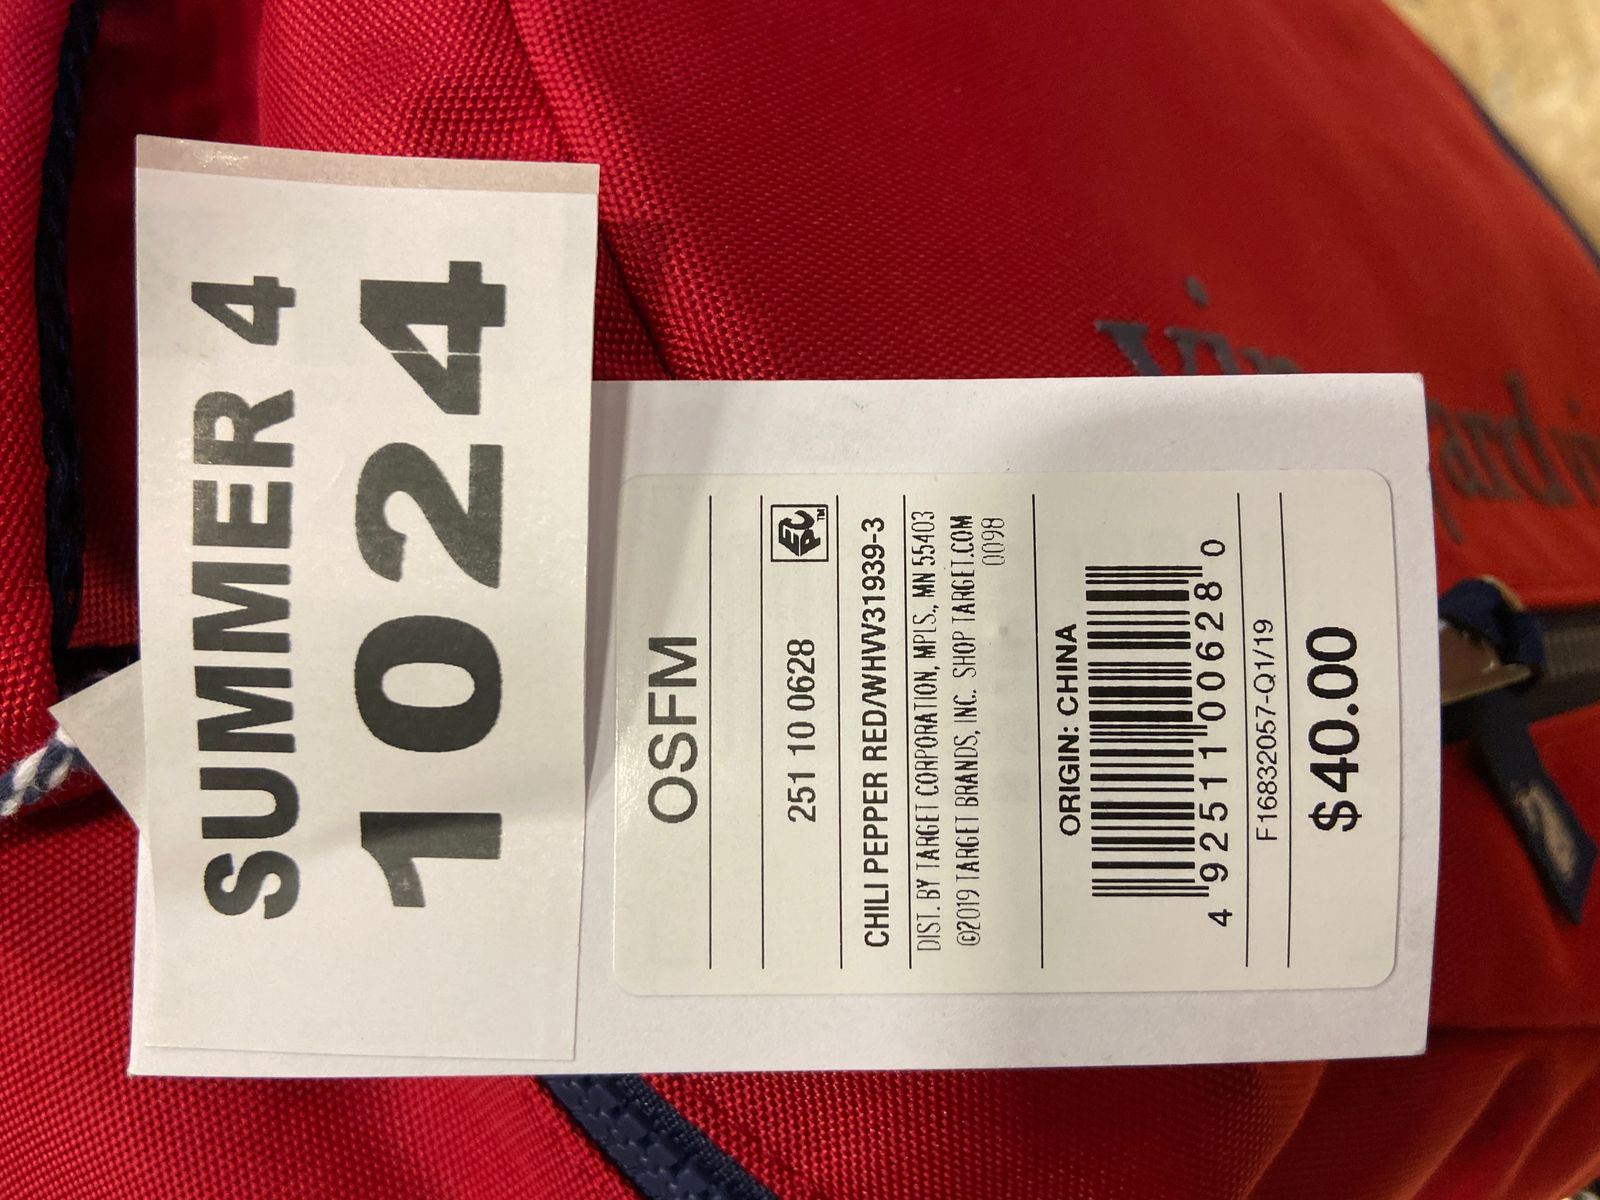 SUMMER 4
1024
OSFM
251 10 0628
EPC™
CHILI PEPPER RED/WHVV31939-3
DIST. BY TARGET CORPORATION, MPLS., MN 55403
©2019 TARGET BRANDS, INC. SHOP TARGET.COM
0098
ORIGIN: CHINA
4 92511 00628 0
F16832057-Q1/19
$40.00